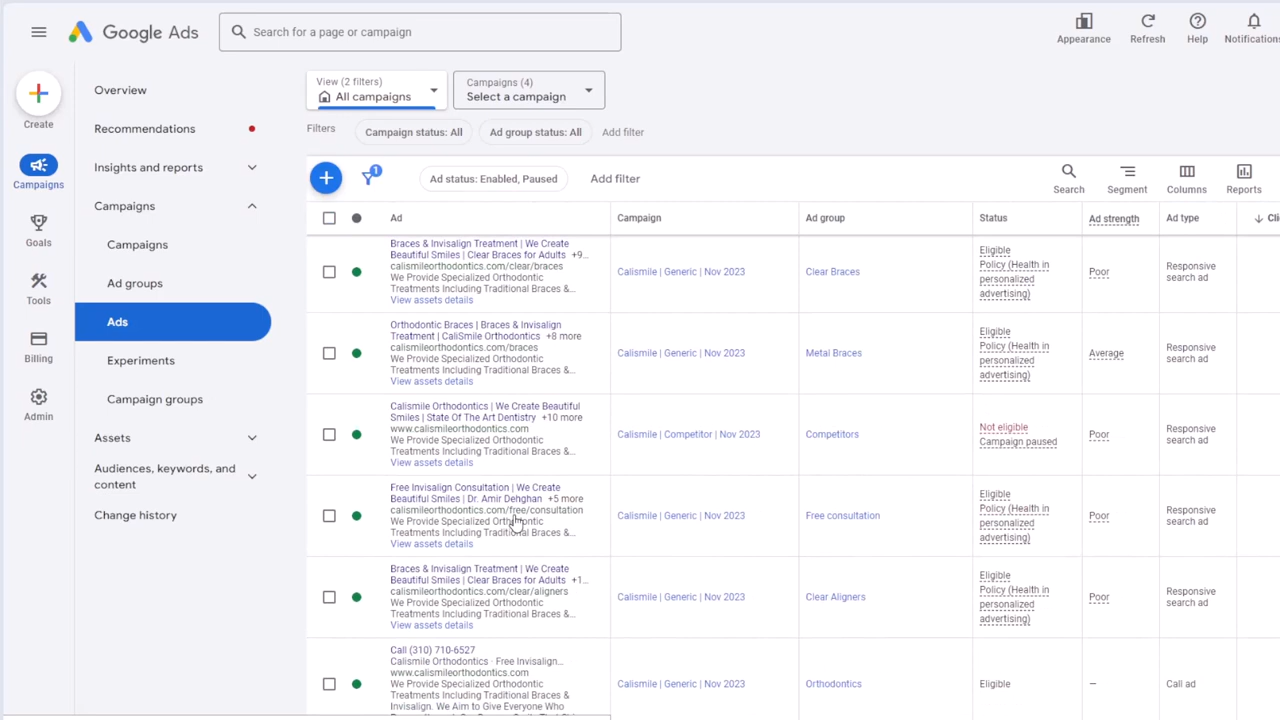 Google Ads
Search for a page or campaign
Appearance
Refresh
Help
Notifications
Create
Campaigns
Goals
Tools
Billing
Admin
Overview
Recommendations
Insights and reports
Campaigns
Campaigns
Ad groups
Ads
Experiments
Campaign groups
Assets
Audiences, keywords, and
content
Change history
View (2 filters)
All campaigns
Campaigns (4)
Select a campaign
Filters
Campaign status: All
Ad group status: All
Add filter
1
Ad status: Enabled, Paused
Add filter
Search
Segment
Columns
Reports
Ad
Campaign
Ad group
Status
Ad strength
Ad type
Braces & Invisalign Treatment | We Create
Beautiful Smiles | Clear Braces for Adults +9...
calismileorthodontics.com/clear/braces
We Provide Specialized Orthodontic
Treatments Including Traditional Braces &...
View assets details
Calismile | Generic | Nov 2023
Clear Braces
Eligible
Policy (Health in
personalized
advertising)
Poor
Responsive
search ad
Orthodontic Braces | Braces & Invisalign
Treatment | CaliSmile Orthodontics +8 more
calismileorthodontics.com/braces
We Provide Specialized Orthodontic
Treatments Including Traditional Braces &...
View assets details
Calismile | Generic | Nov 2023
Metal Braces
Eligible
Policy (Health in
personalized
advertising)
Average
Responsive
search ad
Calismile Orthodontics | We Create Beautiful
Smiles | State Of The Art Dentistry +10 more
www.calismileorthodontics.com
We Provide Specialized Orthodontic
Treatments Including Traditional Braces &...
View assets details
Calismile | Competitor | Nov 2023
Competitors
Not eligible
Campaign paused
Poor
Responsive
search ad
Free Invisalign Consultation | We Create
Beautiful Smiles | Dr. Amir Dehghan +5 more
calismileorthodontics.com/free/consultation
We Provide Specialized Orthodontic
Treatments Including Traditional Braces &...
View assets details
Calismile | Generic | Nov 2023
Free consultation
Eligible
Policy (Health in
personalized
advertising)
Poor
Responsive
search ad
Braces & Invisalign Treatment | We Create
Beautiful Smiles | Clear Braces for Adults +1...
calismileorthodontics.com/clear/aligners
We Provide Specialized Orthodontic
Treatments Including Traditional Braces &...
View assets details
Calismile | Generic | Nov 2023
Clear Aligners
Eligible
Policy (Health in
personalized
advertising)
Poor
Responsive
search ad
Call (310) 710-6527
Calismile Orthodontics · Free Invisalign...
www.calismileorthodontics.com
We Provide Specialized Orthodontic
Treatments Including Traditional Braces &
Invisalign. We Aim to Give Everyone Who
Calismile | Generic | Nov 2023
Orthodontics
Eligible
—
Call ad